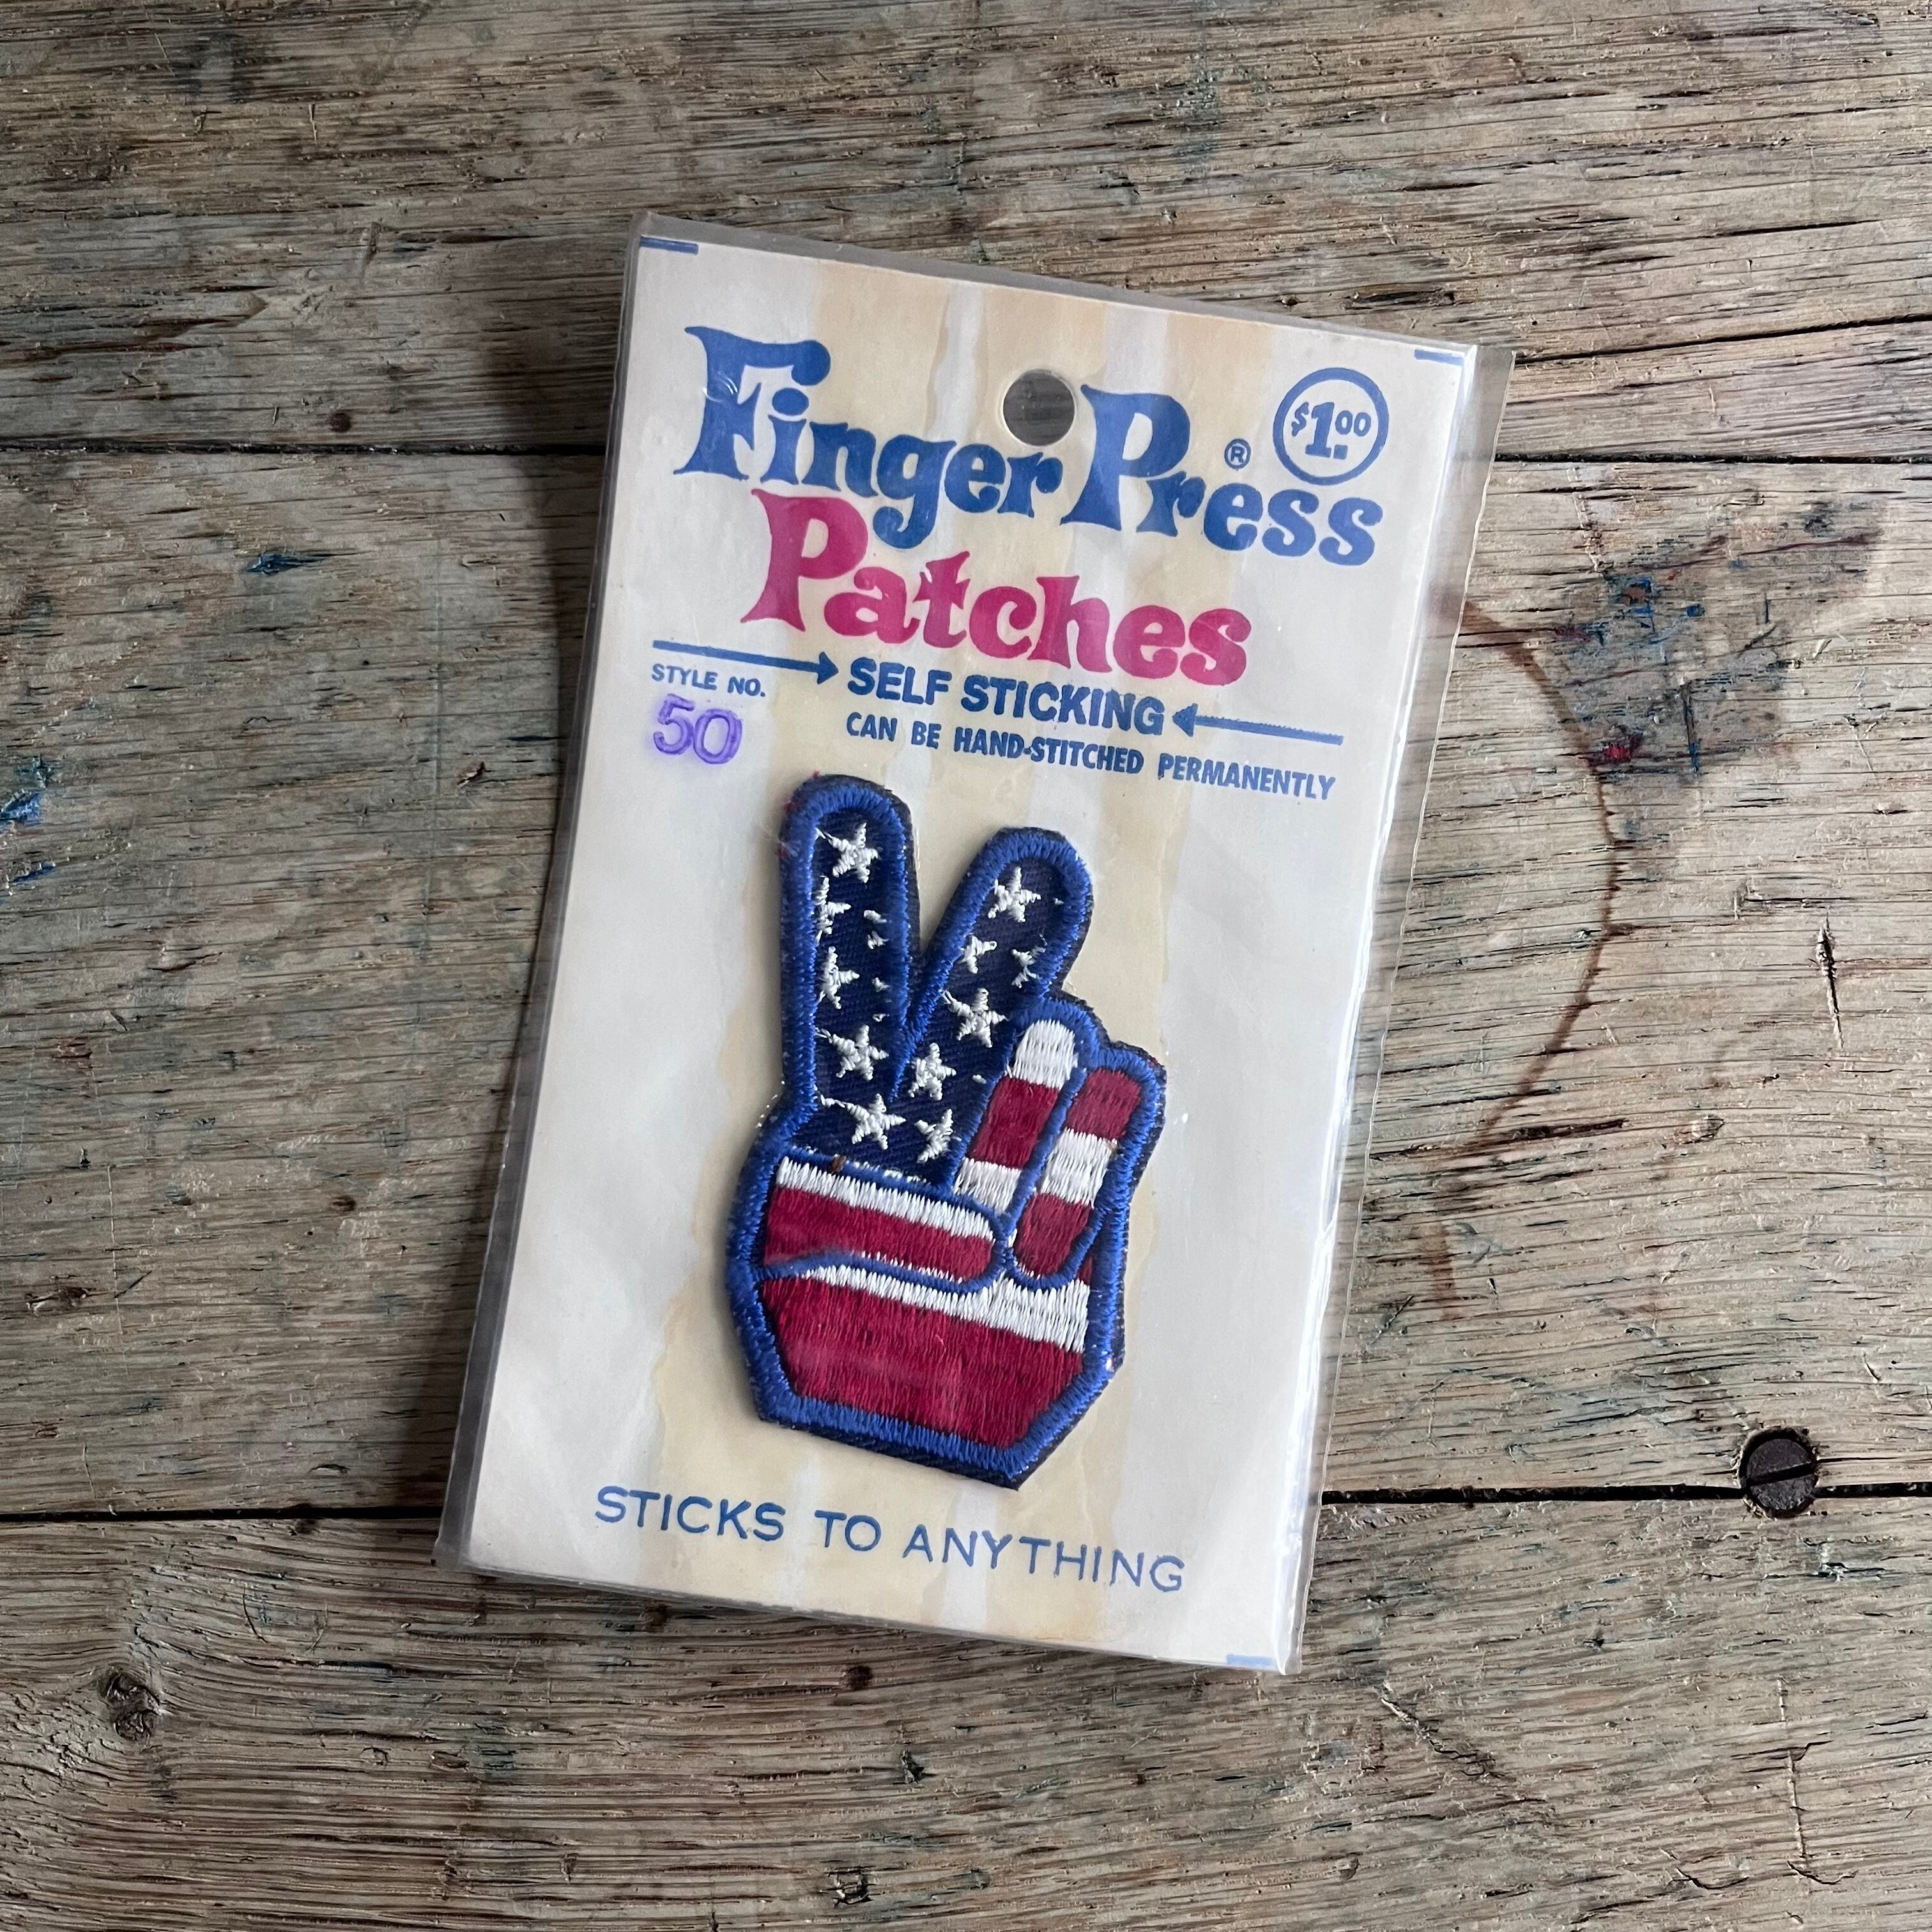 $1.00
Finger Press ®
Patches
SELF STICKING
STYLE NO.
50
CAN BE HAND-STITCHED PERMANENTLY
STICKS TO ANYTHING